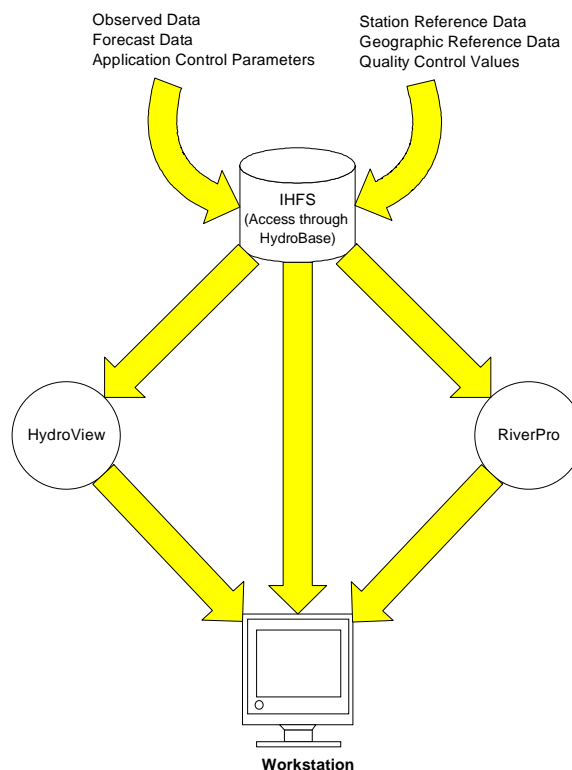 Observed Data
Forecast Data
Application Control Parameters
Station Reference Data
Geographic Reference Data
Quality Control Values
IHFS
(Access through
HydroBase)
HydroView
RiverPro
Workstation